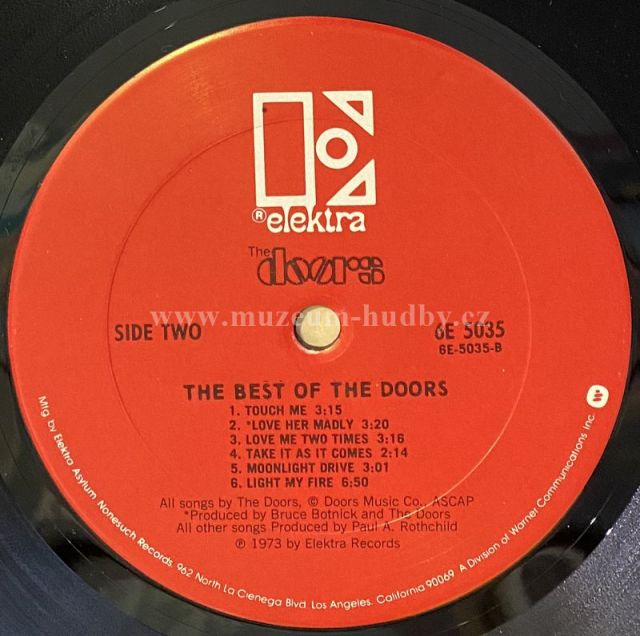 ® elektra
The doors
www.muzeum-hudby.cz
SIDE TWO
6E 5035
6E-5035-B
THE BEST OF THE DOORS
1. TOUCH ME 3:15
2. *LOVE HER MADLY 3:20
3. LOVE ME TWO TIMES 3:16
4. TAKE IT AS IT COMES 2:14
5. MOONLIGHT DRIVE 3:01
6. LIGHT MY FIRE 6:50
All songs by The Doors, © Doors Music Co., ASCAP
*Produced by Bruce Botnick and The Doors
All other songs Produced by Paul A. Rothchild
℗ 1973 by Elektra Records
Mfg by Elektra Asylum Nonesuch Records. 962 North La Cienega Blvd. Los Angeles. California 90069 A Division of Warner Communications Inc.